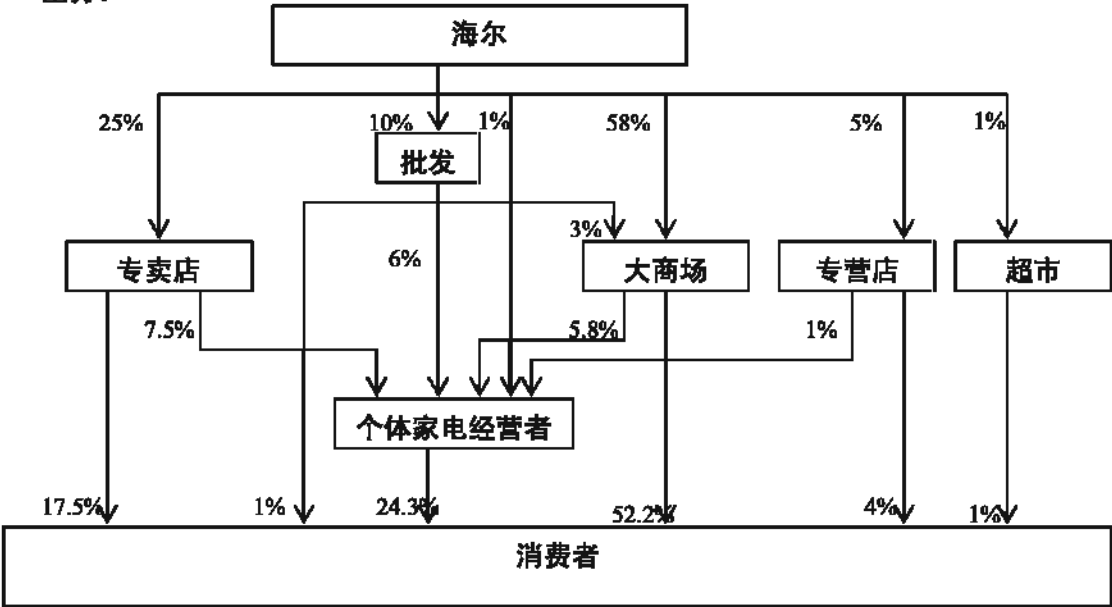 海尔
25%
10%
1%
58%
5%
1%
批发
3%
6%
专卖店
大商场
专营店
超市
7.5%
5.8%
1%
个体家电经营者
17.5%
1%
24.3%
52.2%
4%
1%
消费者